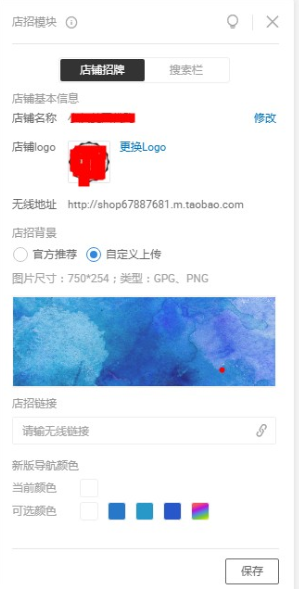 店招模块
店铺招牌 搜索栏
店铺基本信息
店铺名称 修改
店铺logo 更换Logo
无线地址 http://shop67887681.m.taobao.com
店招背景
官方推荐 自定义上传
图片尺寸：750*254；类型：GPG、PNG
店招链接
请输无线链接
新版导航颜色
当前颜色
可选颜色
保存